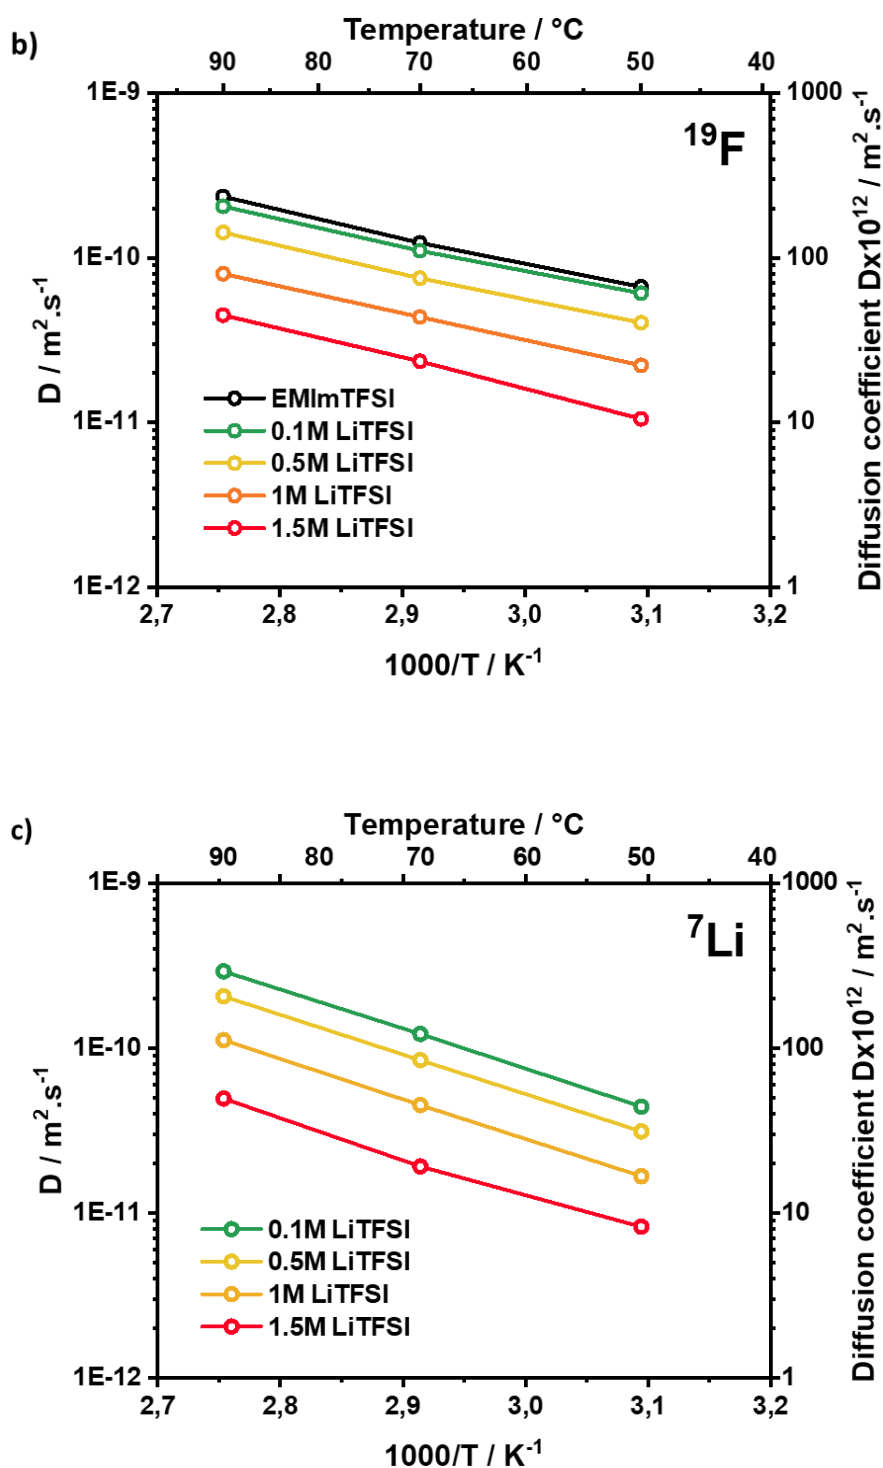 b)
Temperature / °C
90 80 70 60 50 40
1E-9 1000
¹⁹F
1E-10 100
1E-11 10
1E-12 1
D / m².s⁻¹
Diffusion coefficient Dx10¹² / m².s⁻¹
EMImTFSI
0.1M LiTFSI
0.5M LiTFSI
1M LiTFSI
1.5M LiTFSI
2,7 2,8 2,9 3,0 3,1 3,2
1000/T / K⁻¹
c)
Temperature / °C
90 80 70 60 50 40
1E-9 1000
⁷Li
1E-10 100
1E-11 10
1E-12 1
D / m².s⁻¹
Diffusion coefficient Dx10¹² / m².s⁻¹
0.1M LiTFSI
0.5M LiTFSI
1M LiTFSI
1.5M LiTFSI
2,7 2,8 2,9 3,0 3,1 3,2
1000/T / K⁻¹